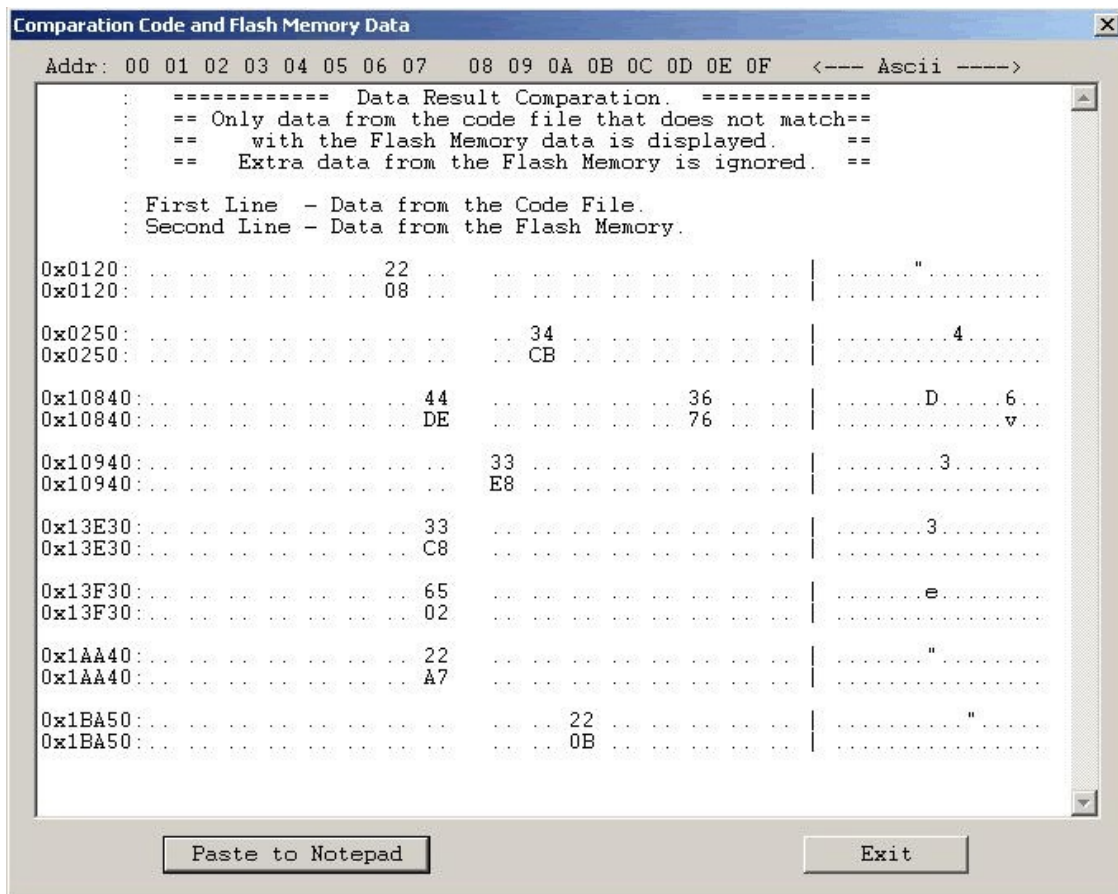 Comparation Code and Flash Memory Data
Addr: 00 01 02 03 04 05 06 07 08 09 0A 0B 0C 0D 0E 0F <--- Ascii ---->
: ============ Data Result Comparation. =============
: == Only data from the code file that does not match==
: == with the Flash Memory data is displayed. ==
: == Extra data from the Flash Memory is ignored. ==
: First Line - Data from the Code File.
: Second Line - Data from the Flash Memory.
0x0120: .. .. .. .. .. .. 22 .. .. .. .. .. .. .. .. .. | ......".........
0x0120: .. .. .. .. .. .. 08 .. .. .. .. .. .. .. .. .. | ................
0x0250: .. .. .. .. .. .. .. .. .. 34 .. .. .. .. .. .. | .........4......
0x0250: .. .. .. .. .. .. .. .. .. CB .. .. .. .. .. .. | ................
0x10840: .. .. .. .. .. .. .. 44 .. .. .. .. .. 36 .. .. | .......D.....6..
0x10840: .. .. .. .. .. .. .. DE .. .. .. .. .. 76 .. .. | .............v..
0x10940: .. .. .. .. .. .. .. .. 33 .. .. .. .. .. .. .. | ........3.......
0x10940: .. .. .. .. .. .. .. .. E8 .. .. .. .. .. .. .. | ................
0x13E30: .. .. .. .. .. .. .. 33 .. .. .. .. .. .. .. .. | .......3........
0x13E30: .. .. .. .. .. .. .. C8 .. .. .. .. .. .. .. .. | ................
0x13F30: .. .. .. .. .. .. .. 65 .. .. .. .. .. .. .. .. | .......e........
0x13F30: .. .. .. .. .. .. .. 02 .. .. .. .. .. .. .. .. | ................
0x1AA40: .. .. .. .. .. .. .. 22 .. .. .. .. .. .. .. .. | ......."........
0x1AA40: .. .. .. .. .. .. .. A7 .. .. .. .. .. .. .. .. | ................
0x1BA50: .. .. .. .. .. .. .. .. .. .. 22 .. .. .. .. .. | ..........".....
0x1BA50: .. .. .. .. .. .. .. .. .. .. 0B .. .. .. .. .. | ................
Paste to Notepad
Exit